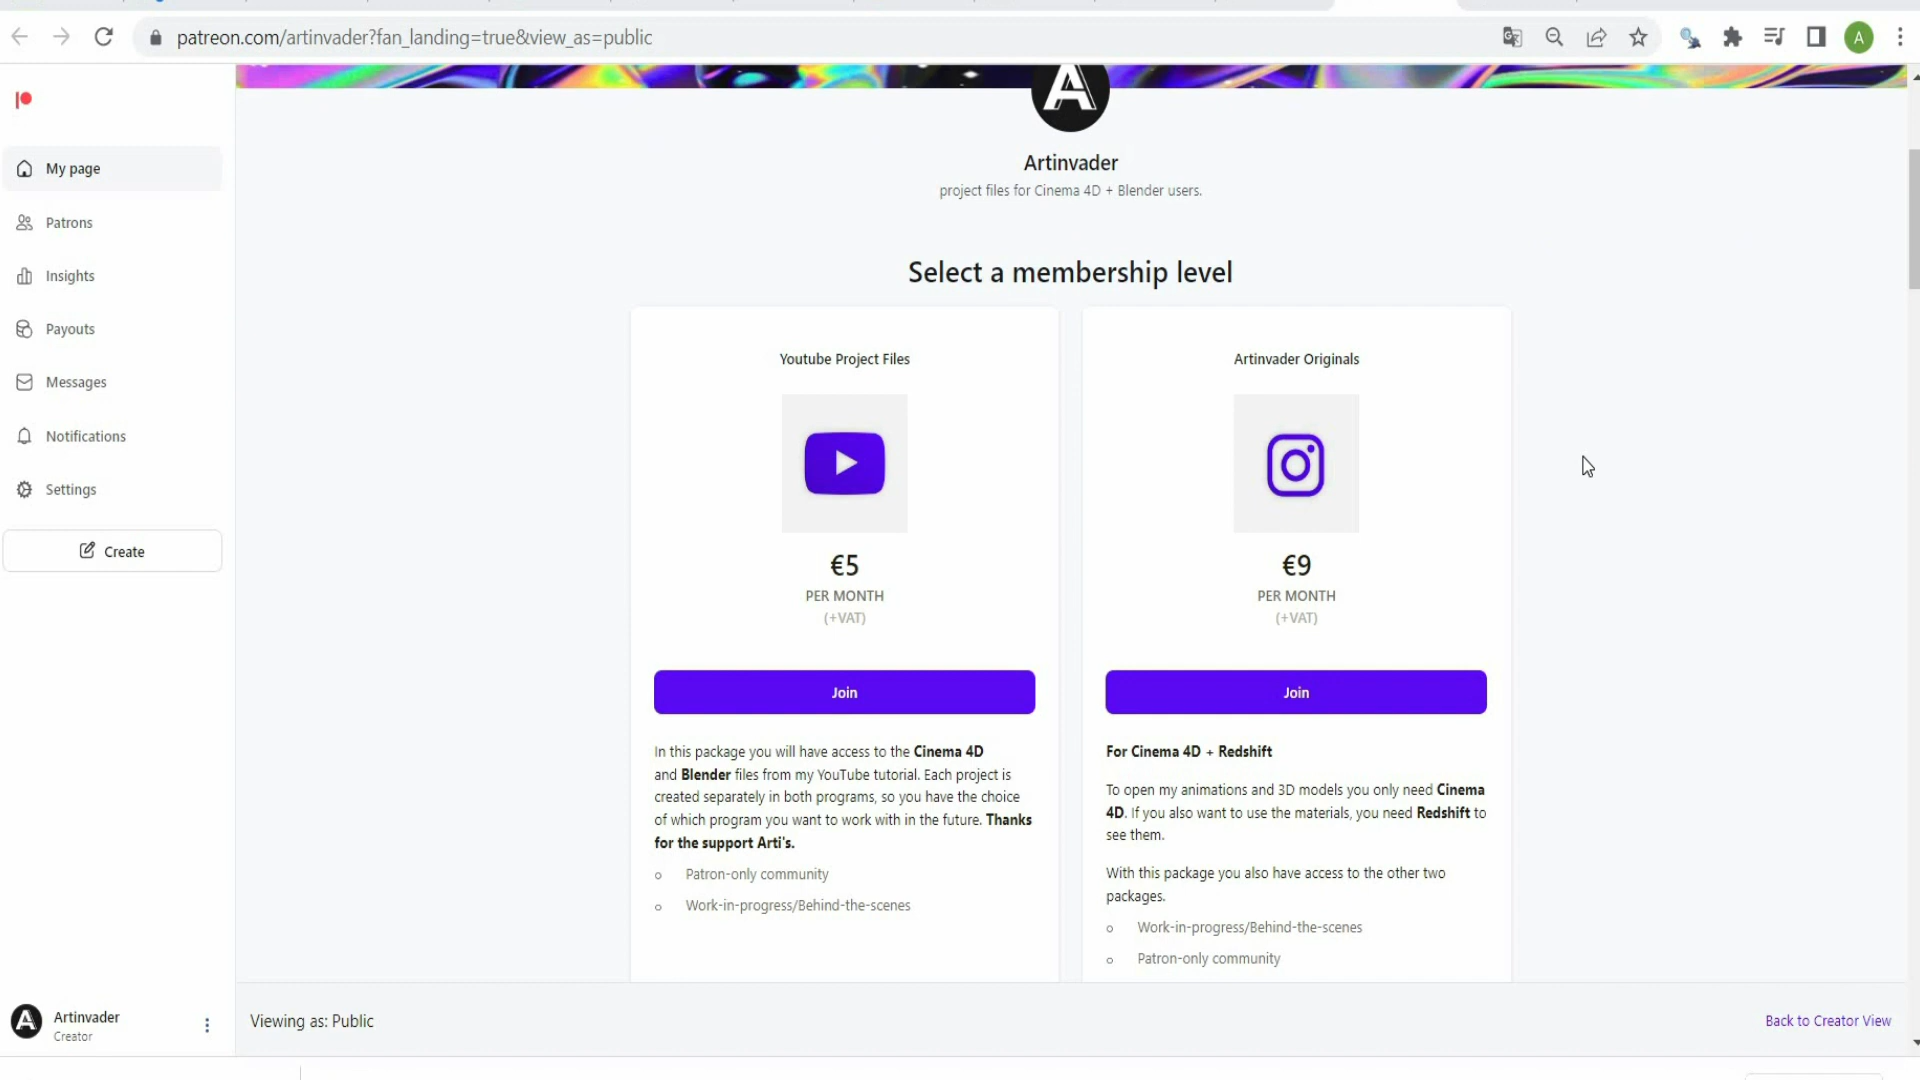 patreon.com/artinvader?fan_landing=true&view_as=public
A
A
My page
Patrons
Insights
Payouts
Messages
Notifications
Settings
Create
Artinvader
project files for Cinema 4D + Blender users.
Select a membership level
Youtube Project Files
€5
PER MONTH
(+VAT)
Join
In this package you will have access to the Cinema 4D
and Blender files from my YouTube tutorial. Each project is
created separately in both programs, so you have the choice
of which program you want to work with in the future. Thanks
for the support Arti's.
Patron-only community
Work-in-progress/Behind-the-scenes
Artinvader Originals
€9
PER MONTH
(+VAT)
Join
For Cinema 4D + Redshift
To open my animations and 3D models you only need Cinema
4D. If you also want to use the materials, you need Redshift to
see them.
With this package you also have access to the other two
packages.
Work-in-progress/Behind-the-scenes
Patron-only community
A
Artinvader
Creator
Viewing as: Public
Back to Creator View